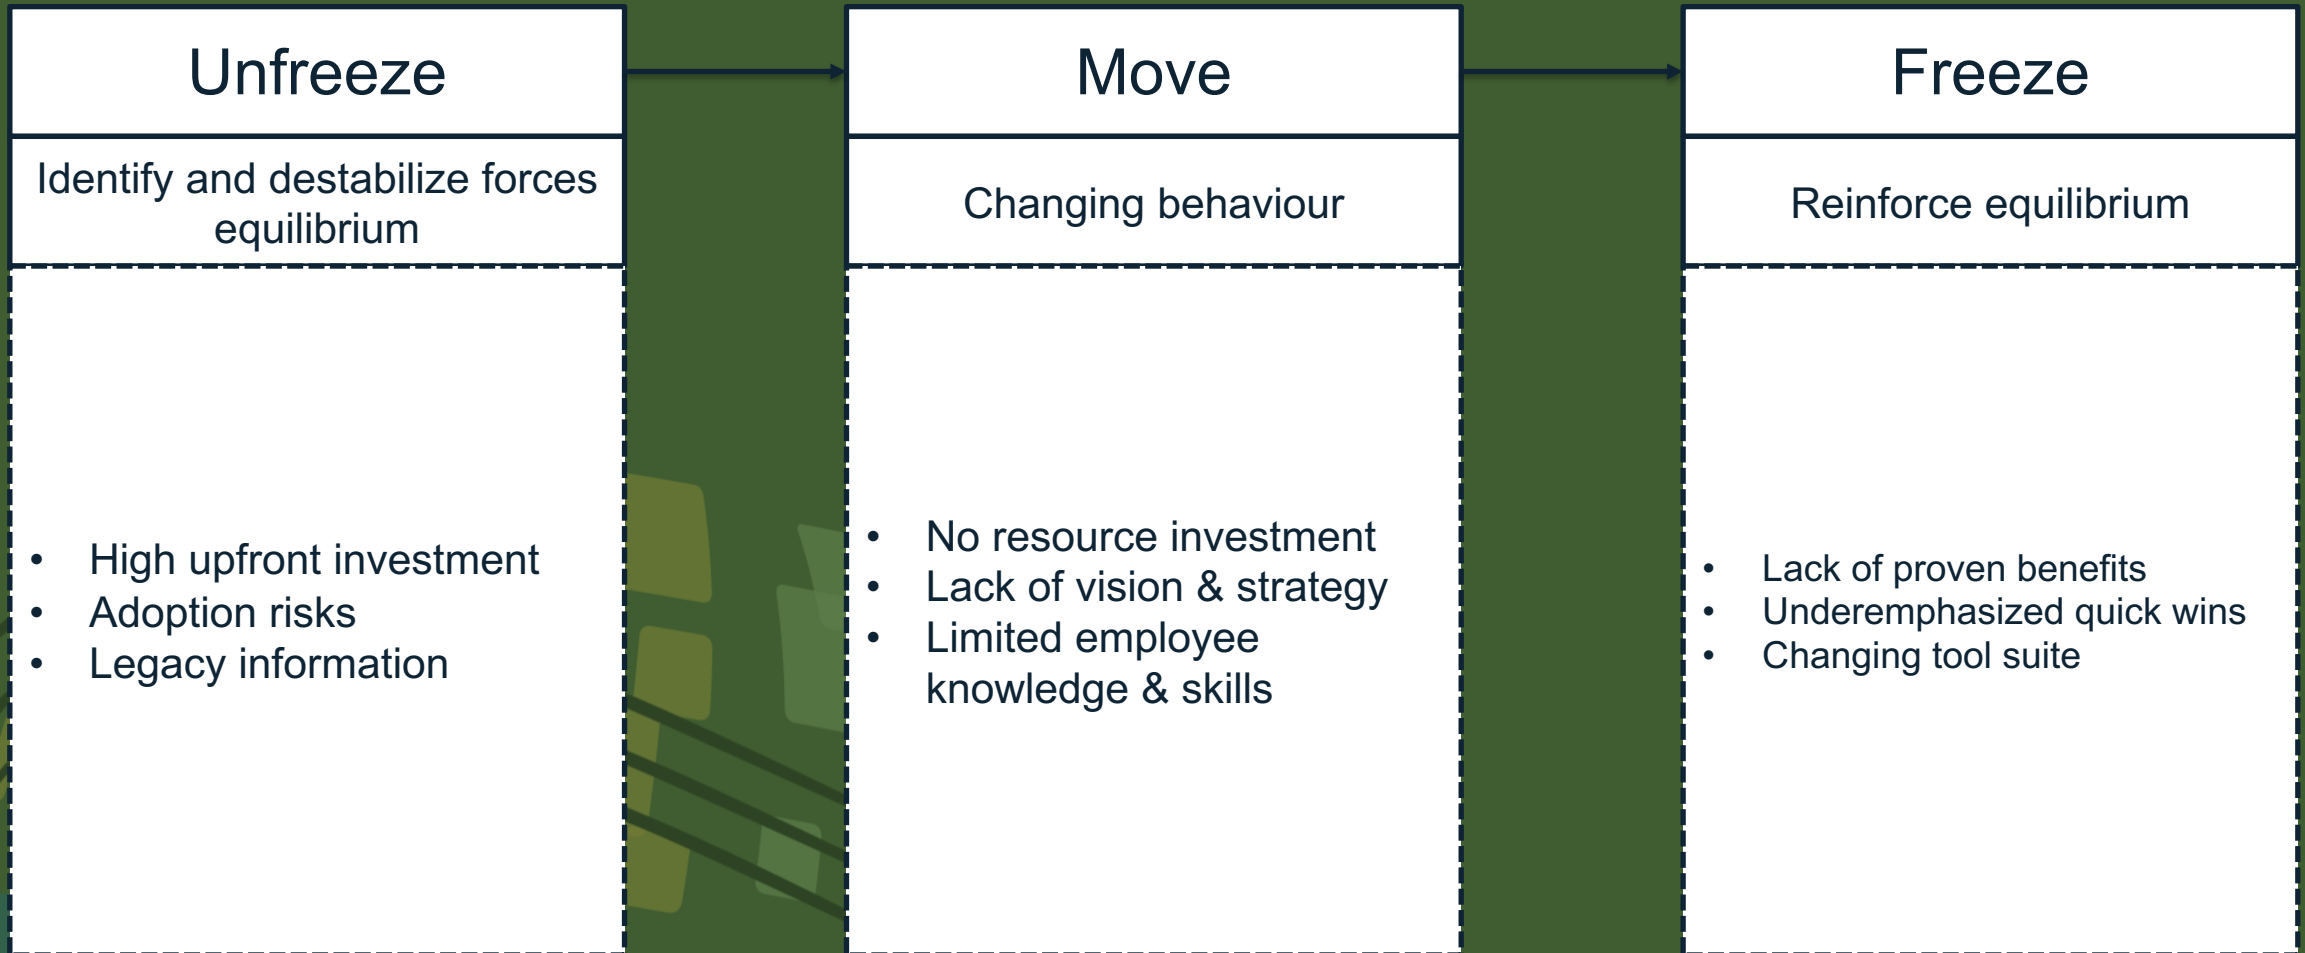 Unfreeze
Identify and destabilize forces
equilibrium
• High upfront investment
• Adoption risks
• Legacy information
Move
Changing behaviour
• No resource investment
• Lack of vision & strategy
• Limited employee
knowledge & skills
Freeze
Reinforce equilibrium
• Lack of proven benefits
• Underemphasized quick wins
• Changing tool suite